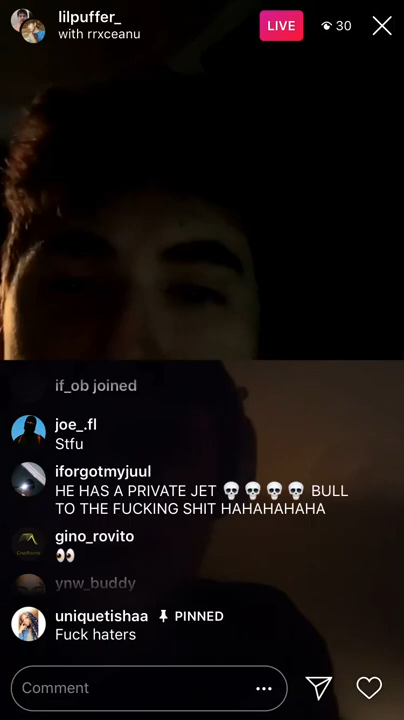 lilpuffer_
with rrxceanu
LIVE
30
if_ob joined
joe_.fl
Stfu
iforgotmyjuul
HE HAS A PRIVATE JET 💀💀💀💀 BULL
TO THE FUCKING SHIT HAHAHAHAHA
gino_rovito
👀
ynw_buddy
uniquetishaa PINNED
Fuck haters
Comment